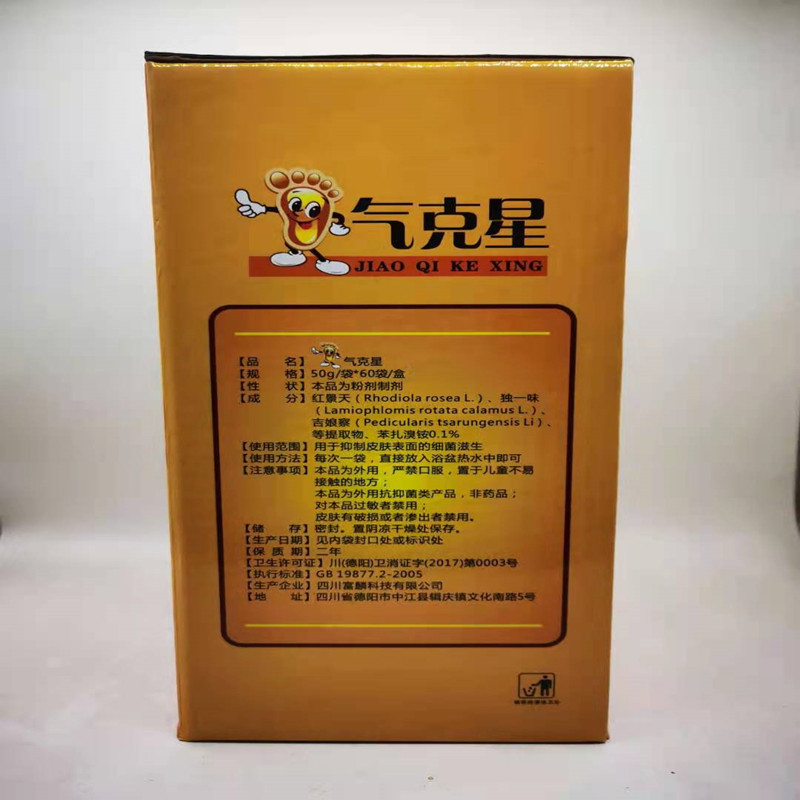 气克星
JIAO QI KE XING
【品 名】 气克星
【规 格】50g/袋*60袋/盒
【性 状】本品为粉剂制剂
【成 分】红景天（Rhodiola rosea L.）、独一味
（Lamiophlomis rotata calamus L.）、
吉娘察（Pedicularis tsarungensis Li）、
等提取物、苯扎溴铵0.1%
【使用范围】用于抑制皮肤表面的细菌滋生
【使用方法】每次一袋，直接放入浴盆热水中即可
【注意事项】本品为外用，严禁口服，置于儿童不易
接触的地方；
本品为外用抗抑菌类产品，非药品；
对本品过敏者禁用；
皮肤有破损或者渗出者禁用。
【储 存】密封。置阴凉干燥处保存。
【生产日期】见内袋封口处或标识处
【保 质 期】二年
【卫生许可证】川(德阳)卫消证字(2017)第0003号
【执行标准】GB 19877.2-2005
【生产企业】四川富麟科技有限公司
【地 址】四川省德阳市中江县辑庆镇文化南路5号